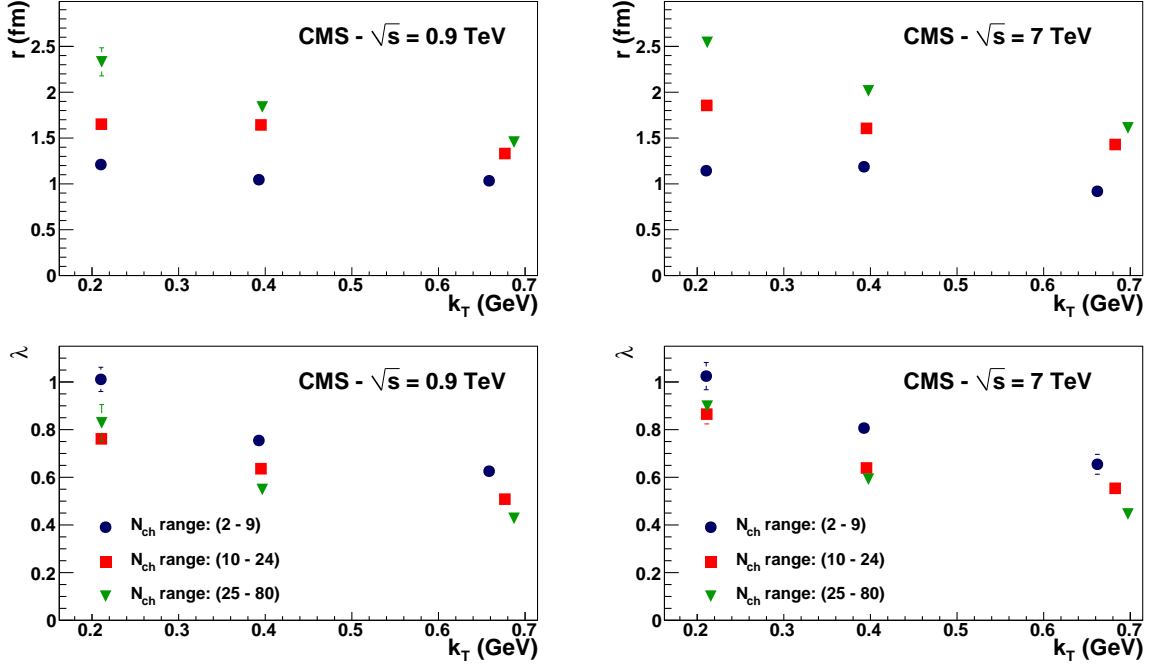 r (fm)
CMS - √s = 0.9 TeV
2.5
2
1.5
1
0.5
0
0.2 0.3 0.4 0.5 0.6 0.7
k_T (GeV)
r (fm)
CMS - √s = 7 TeV
2.5
2
1.5
1
0.5
0
0.2 0.3 0.4 0.5 0.6 0.7
k_T (GeV)
λ
CMS - √s = 0.9 TeV
1
0.8
0.6
0.4
0.2
0
N_ch range: (2 - 9)
N_ch range: (10 - 24)
N_ch range: (25 - 80)
0.2 0.3 0.4 0.5 0.6 0.7
k_T (GeV)
λ
CMS - √s = 7 TeV
1
0.8
0.6
0.4
0.2
0
N_ch range: (2 - 9)
N_ch range: (10 - 24)
N_ch range: (25 - 80)
0.2 0.3 0.4 0.5 0.6 0.7
k_T (GeV)